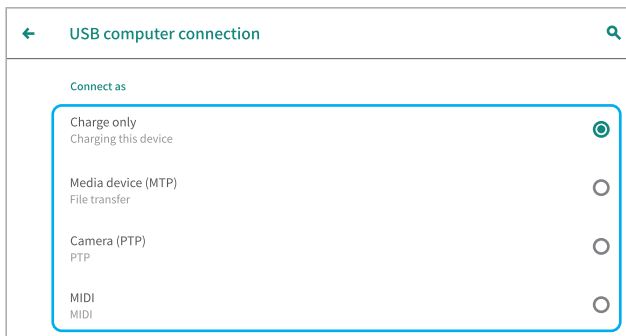 USB computer connection
Connect as
Charge only
Charging this device
Media device (MTP)
File transfer
Camera (PTP)
PTP
MIDI
MIDI